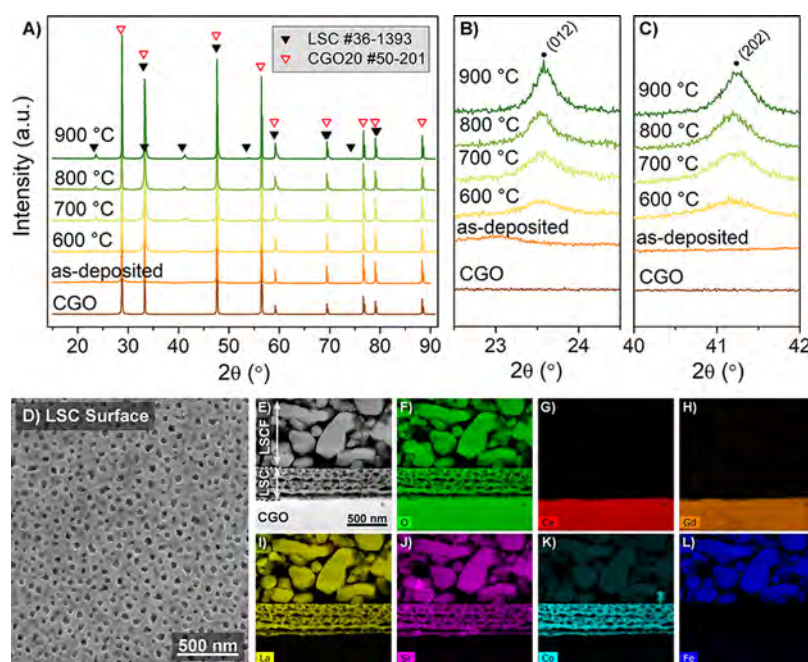 A)
▼ LSC #36-1393
▽ CGO20 #50-201
Intensity (a.u.)
900 °C
800 °C
700 °C
600 °C
as-deposited
CGO
20 30 40 50 60 70 80 90
2θ (°)
B)
(012)
900 °C
800 °C
700 °C
600 °C
as-deposited
CGO
23 24
2θ (°)
C)
(202)
900 °C
800 °C
700 °C
600 °C
as-deposited
CGO
40 41 42
2θ (°)
D) LSC Surface
500 nm
E)
LSCF
LSC
CGO
500 nm
F)
O
G)
Ce
H)
Gd
I)
La
J)
Sr
K)
Co
L)
Fe